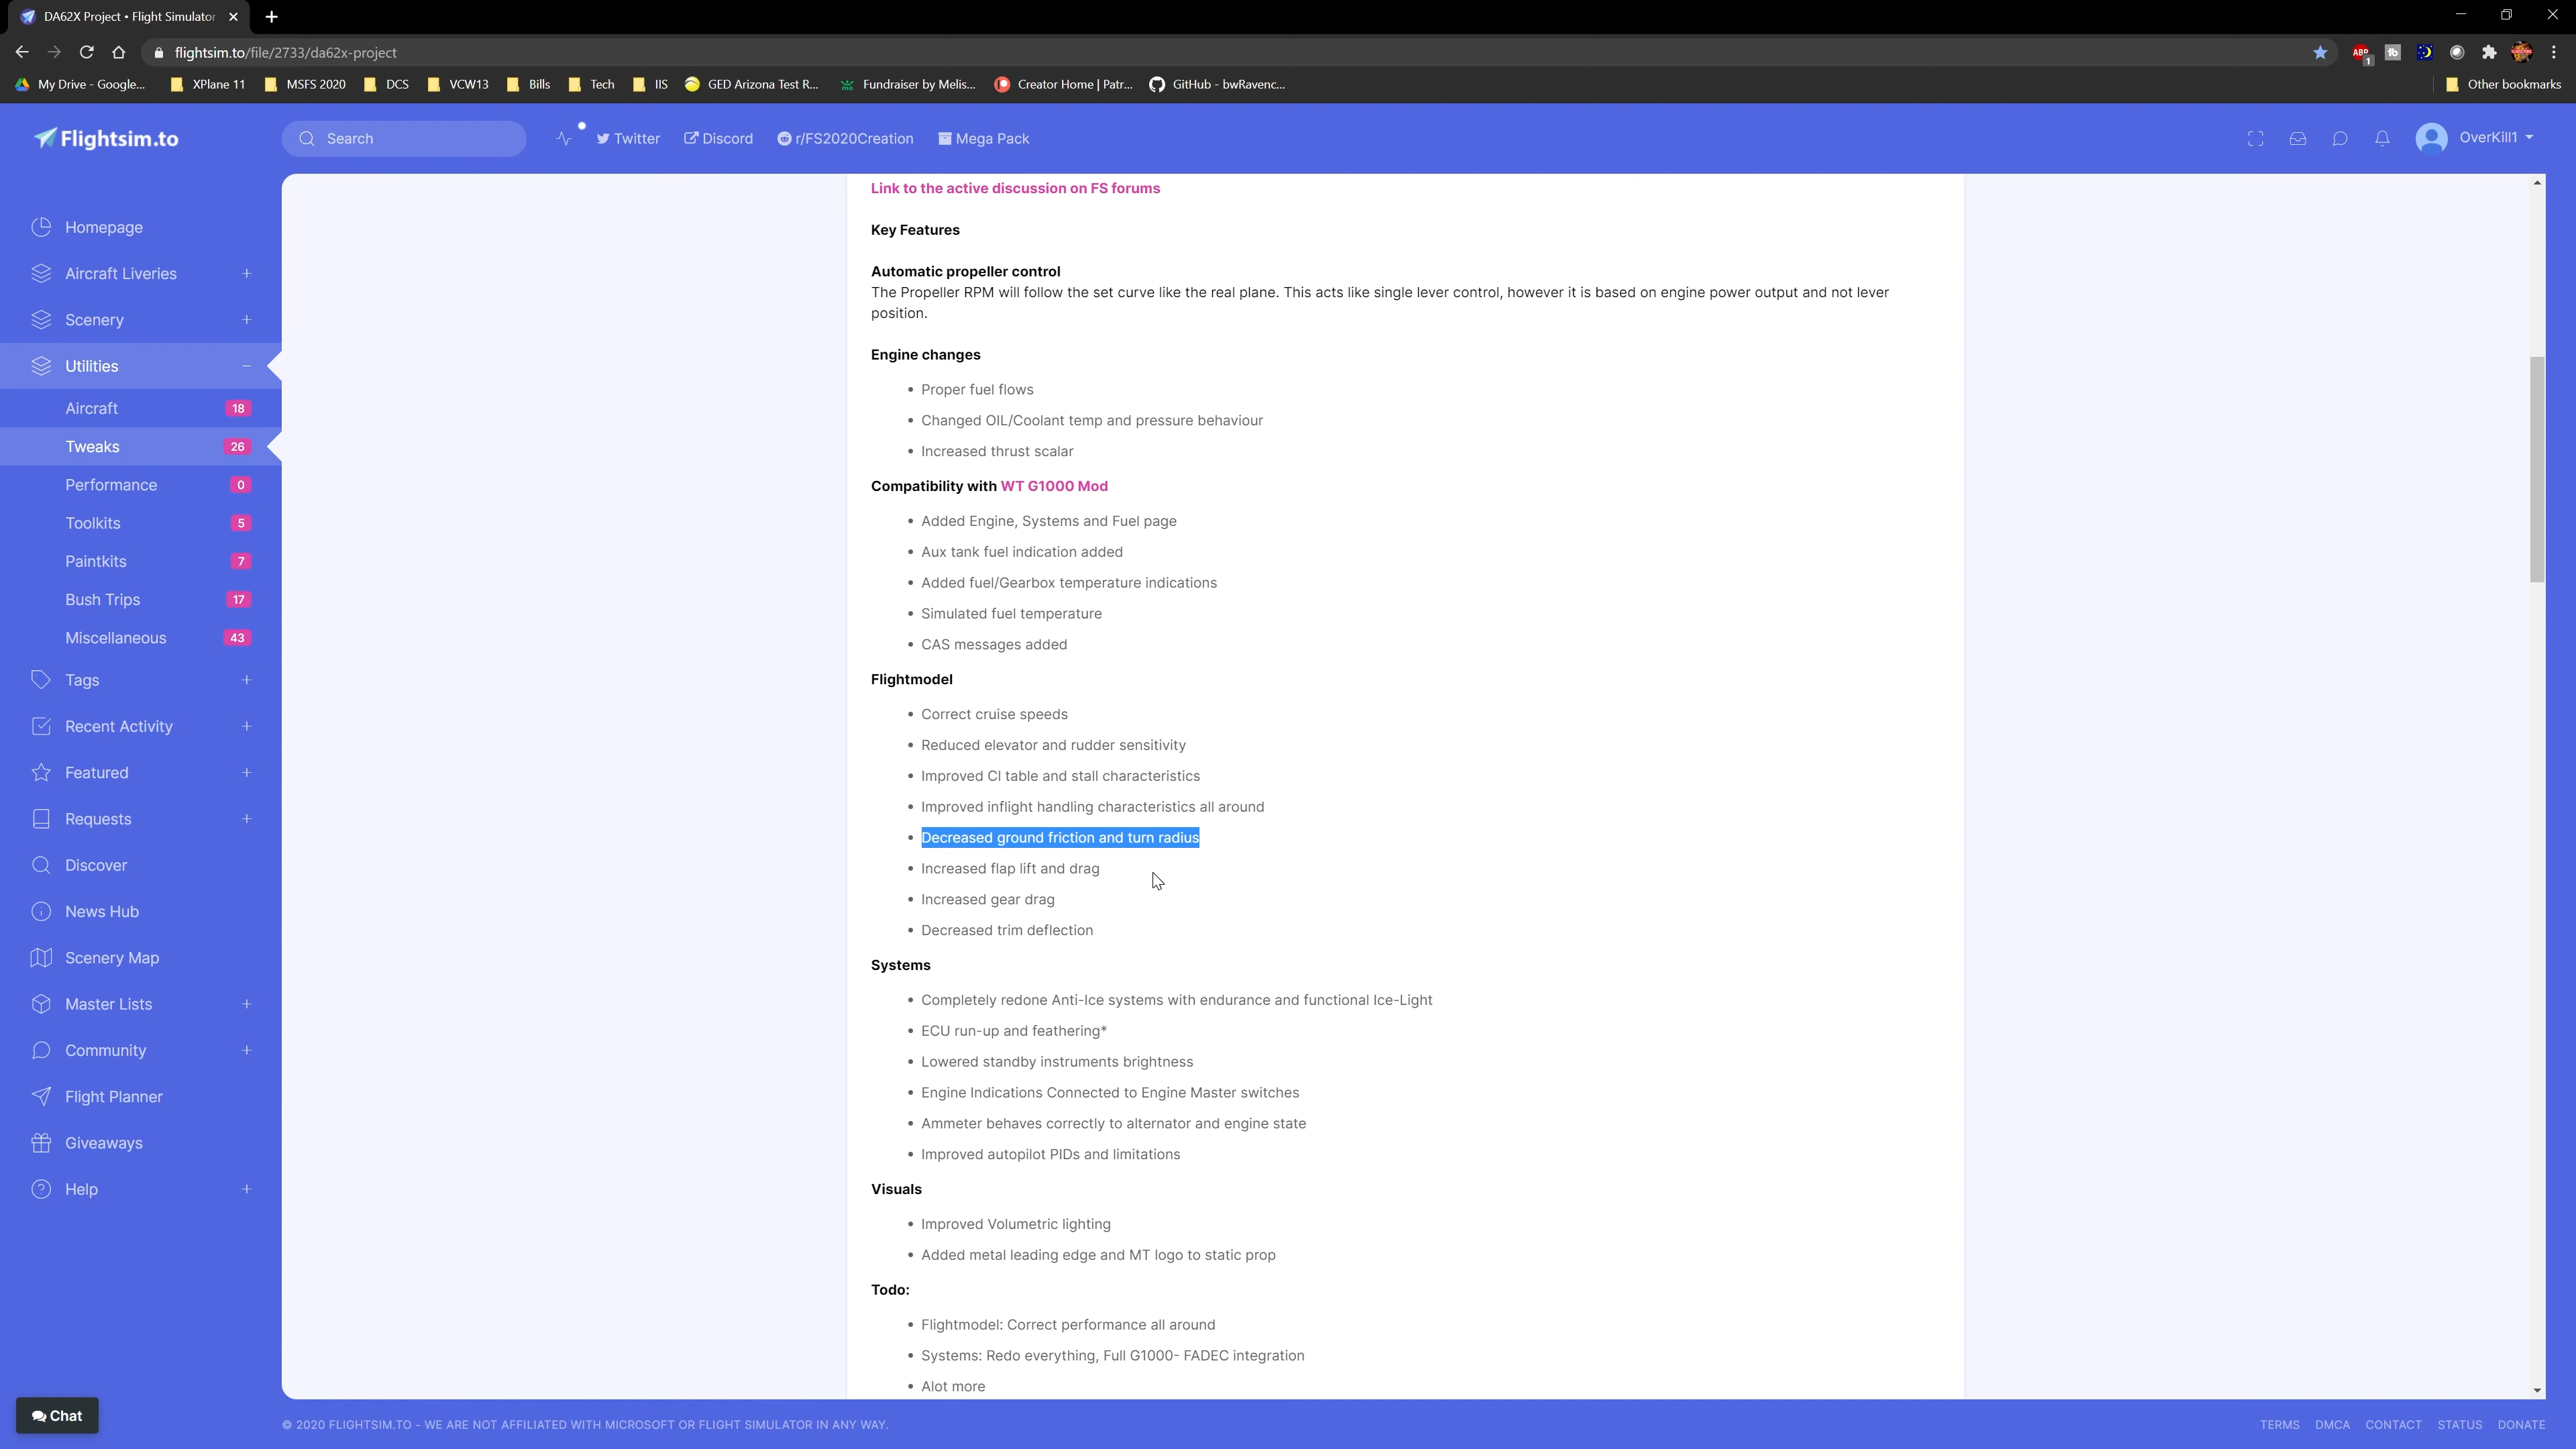 DA62X Project • Flight Simulator
flightsim.to/file/2733/da62x-project
ABP
1
tb
My Drive - Google...
XPlane 11
MSFS 2020
DCS
VCW13
Bills
Tech
IIS
GED Arizona Test R...
Fundraiser by Melis...
Creator Home | Patr...
GitHub - bwRavenc...
Other bookmarks
Flightsim.to
Search
Twitter
Discord
r/FS2020Creation
Mega Pack
OverKill1
Homepage
Aircraft Liveries
Scenery
Utilities
Aircraft 18
Tweaks 26
Performance 0
Toolkits 5
Paintkits 7
Bush Trips 17
Miscellaneous 43
Tags
Recent Activity
Featured
Requests
Discover
News Hub
Scenery Map
Master Lists
Community
Flight Planner
Giveaways
Help
Chat
Link to the active discussion on FS forums
Key Features
Automatic propeller control
The Propeller RPM will follow the set curve like the real plane. This acts like single lever control, however it is based on engine power output and not lever
position.
Engine changes
• Proper fuel flows
• Changed OIL/Coolant temp and pressure behaviour
• Increased thrust scalar
Compatibility with WT G1000 Mod
• Added Engine, Systems and Fuel page
• Aux tank fuel indication added
• Added fuel/Gearbox temperature indications
• Simulated fuel temperature
• CAS messages added
Flightmodel
• Correct cruise speeds
• Reduced elevator and rudder sensitivity
• Improved Cl table and stall characteristics
• Improved inflight handling characteristics all around
• Decreased ground friction and turn radius
• Increased flap lift and drag
• Increased gear drag
• Decreased trim deflection
Systems
• Completely redone Anti-Ice systems with endurance and functional Ice-Light
• ECU run-up and feathering*
• Lowered standby instruments brightness
• Engine Indications Connected to Engine Master switches
• Ammeter behaves correctly to alternator and engine state
• Improved autopilot PIDs and limitations
Visuals
• Improved Volumetric lighting
• Added metal leading edge and MT logo to static prop
Todo:
• Flightmodel: Correct performance all around
• Systems: Redo everything, Full G1000- FADEC integration
• Alot more
© 2020 FLIGHTSIM.TO - WE ARE NOT AFFILIATED WITH MICROSOFT OR FLIGHT SIMULATOR IN ANY WAY.
TERMS DMCA CONTACT STATUS DONATE